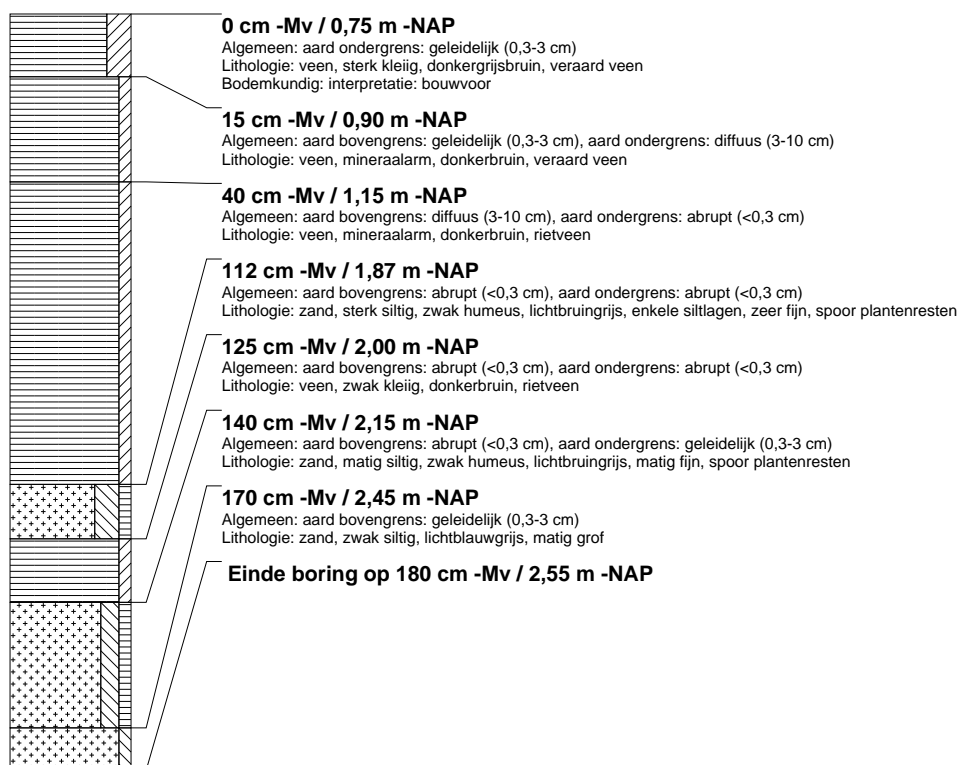 0 cm -Mv / 0,75 m -NAP
Algemeen: aard ondergrens: geleidelijk (0,3-3 cm)
Lithologie: veen, sterk kleiig, donkergrijsbruin, veraard veen
Bodemkundig: interpretatie: bouwvoor
15 cm -Mv / 0,90 m -NAP
Algemeen: aard bovengrens: geleidelijk (0,3-3 cm), aard ondergrens: diffuus (3-10 cm)
Lithologie: veen, mineraalarm, donkerbruin, veraard veen
40 cm -Mv / 1,15 m -NAP
Algemeen: aard bovengrens: diffuus (3-10 cm), aard ondergrens: abrupt (<0,3 cm)
Lithologie: veen, mineraalarm, donkerbruin, rietveen
112 cm -Mv / 1,87 m -NAP
Algemeen: aard bovengrens: abrupt (<0,3 cm), aard ondergrens: abrupt (<0,3 cm)
Lithologie: zand, sterk siltig, zwak humeus, lichtbruingrijs, enkele siltlagen, zeer fijn, spoor plantenresten
125 cm -Mv / 2,00 m -NAP
Algemeen: aard bovengrens: abrupt (<0,3 cm), aard ondergrens: abrupt (<0,3 cm)
Lithologie: veen, zwak kleiig, donkerbruin, rietveen
140 cm -Mv / 2,15 m -NAP
Algemeen: aard bovengrens: abrupt (<0,3 cm), aard ondergrens: geleidelijk (0,3-3 cm)
Lithologie: zand, matig siltig, zwak humeus, lichtbruingrijs, matig fijn, spoor plantenresten
170 cm -Mv / 2,45 m -NAP
Algemeen: aard bovengrens: geleidelijk (0,3-3 cm)
Lithologie: zand, zwak siltig, lichtblauwgrijs, matig grof
Einde boring op 180 cm -Mv / 2,55 m -NAP